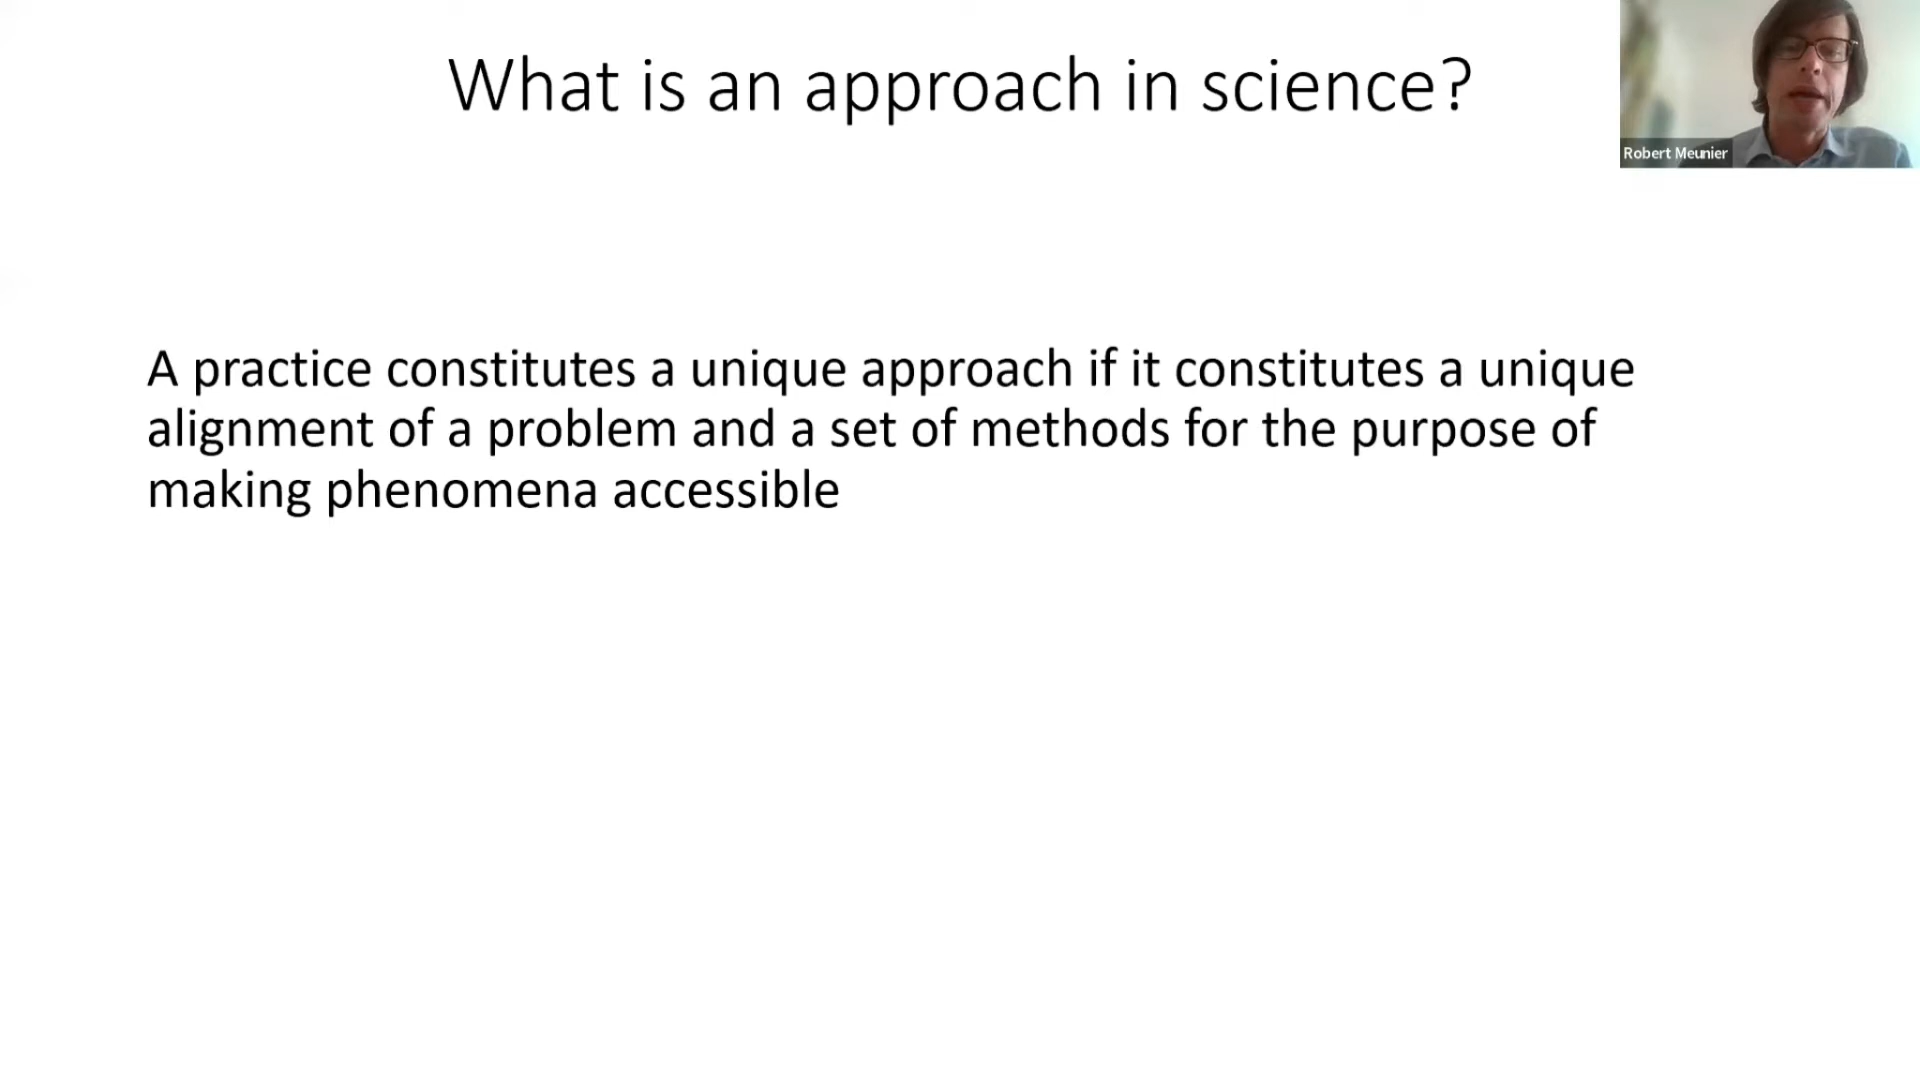 What is an approach in science?
Robert Meunier
A practice constitutes a unique approach if it constitutes a unique
alignment of a problem and a set of methods for the purpose of
making phenomena accessible